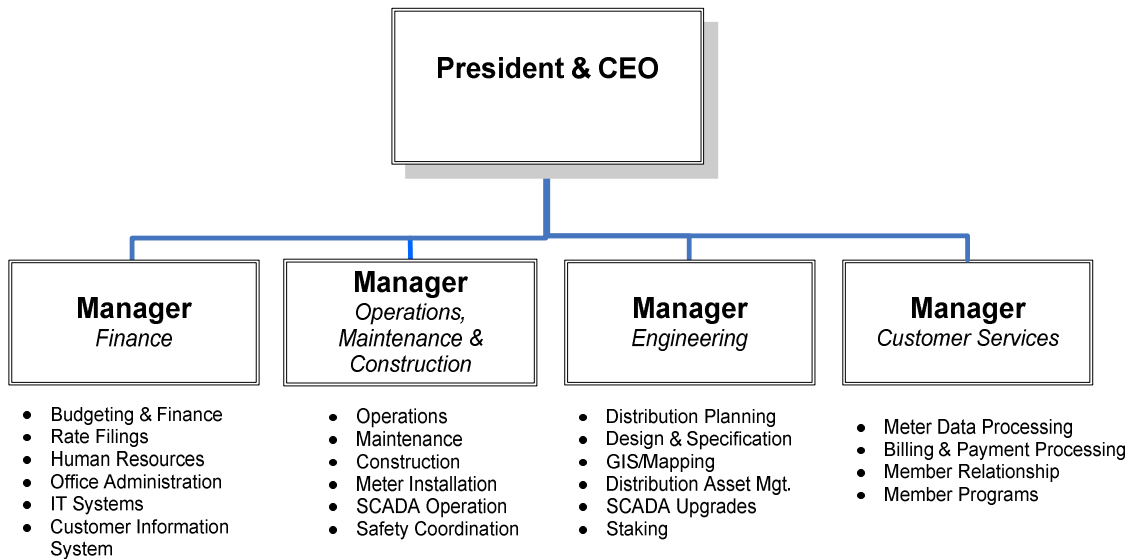 President & CEO
Manager
Finance
Manager
Operations,
Maintenance &
Construction
Manager
Engineering
Manager
Customer Services
● Budgeting & Finance
● Rate Filings
● Human Resources
● Office Administration
● IT Systems
● Customer Information
System
● Operations
● Maintenance
● Construction
● Meter Installation
● SCADA Operation
● Safety Coordination
● Distribution Planning
● Design & Specification
● GIS/Mapping
● Distribution Asset Mgt.
● SCADA Upgrades
● Staking
● Meter Data Processing
● Billing & Payment Processing
● Member Relationship
● Member Programs